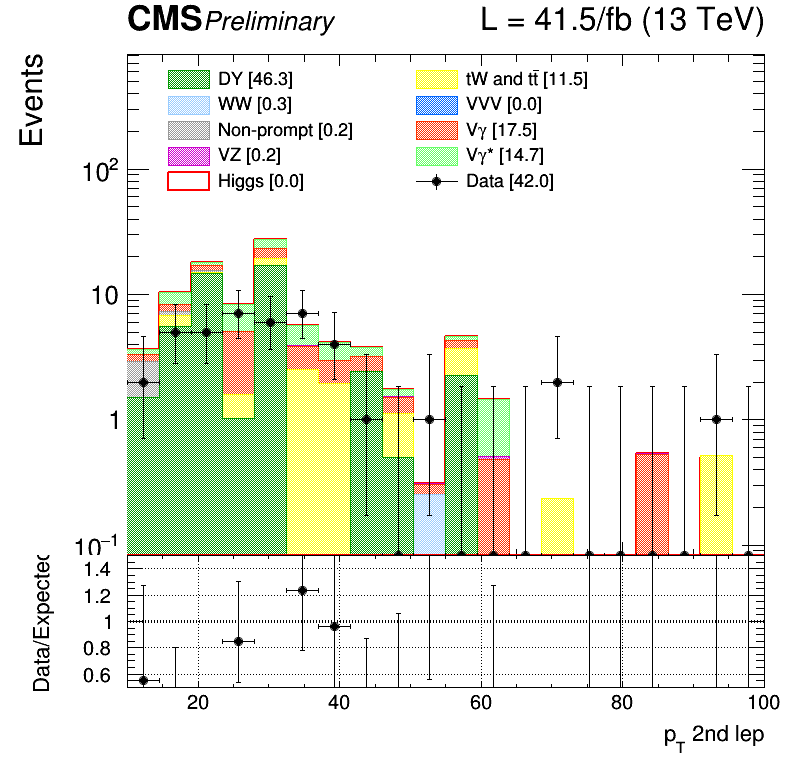 CMS Preliminary L = 41.5/fb (13 TeV)
Events
DY [46.3]
WW [0.3]
Non-prompt [0.2]
VZ [0.2]
Higgs [0.0]
tW and tt̄ [11.5]
VVV [0.0]
Vγ [17.5]
Vγ* [14.7]
Data [42.0]
10²
10
1
10⁻¹
Data/Expected
1.4
1.2
1
0.8
0.6
20 40 60 80 100
p_T 2nd lep